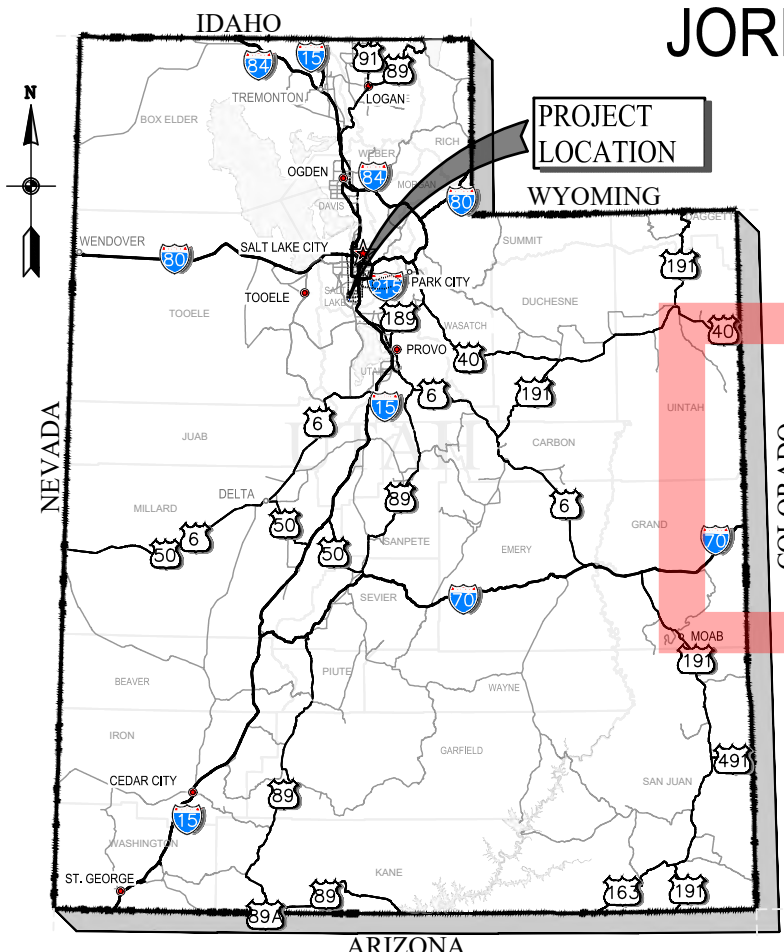 JOR
IDAHO
84
15
91
89
TREMONTON
LOGAN
BOX ELDER
N
PROJECT
LOCATION
RICH
WEBER
OGDEN
84
MORGAN
80
WYOMING
DAVIS
DAGGETT
WENDOVER
SALT LAKE CITY
SUMMIT
80
191
215
PARK CITY
TOOELE
SALT
LAKE
DUCHESNE
TOOELE
189
WASATCH
40
PROVO
40
UTAH
6
191
15
UINTAH
6
NEVADA
JUAB
UTAH
CARBON
COLORADO
DELTA
89
6
MILLARD
50
GRAND
6
50
50
SANPETE
EMERY
70
SEVIER
70
MOAB
191
PIUTE
BEAVER
WAYNE
IRON
GARFIELD
491
CEDAR CITY
SAN JUAN
89
15
WASHINGTON
KANE
ST. GEORGE
89
163
191
89A
ARIZONA